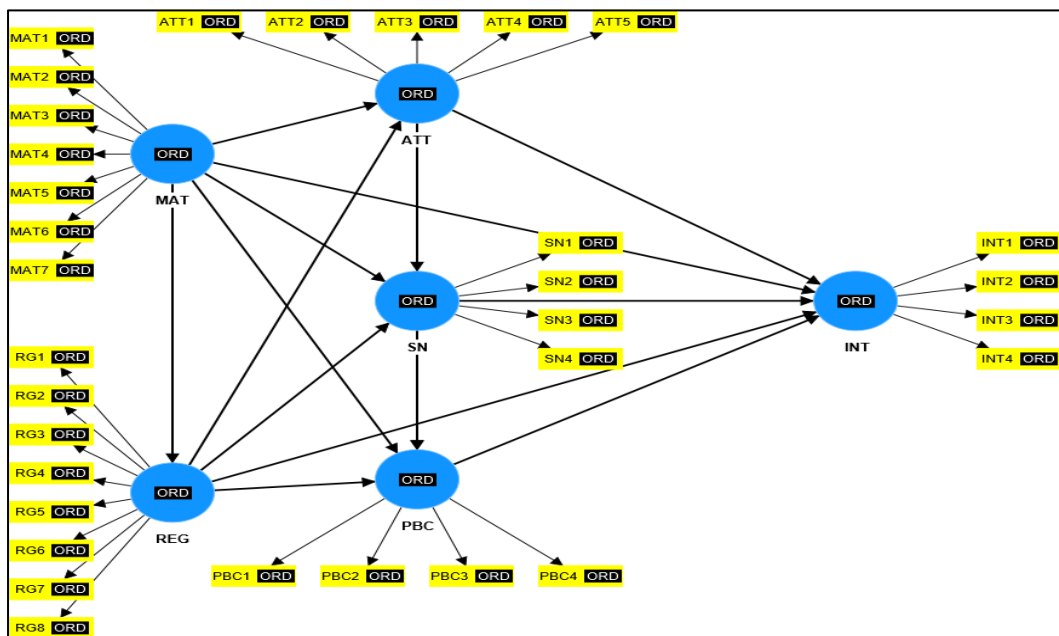 ATT1 ORD
ATT2 ORD
ATT3 ORD
ATT4 ORD
ATT5 ORD
MAT1 ORD
MAT2 ORD
MAT3 ORD
MAT4 ORD
MAT5 ORD
MAT6 ORD
MAT7 ORD
ORD
MAT
ORD
ATT
ORD
SN
SN1 ORD
SN2 ORD
SN3 ORD
SN4 ORD
ORD
INT
INT1 ORD
INT2 ORD
INT3 ORD
INT4 ORD
RG1 ORD
RG2 ORD
RG3 ORD
RG4 ORD
RG5 ORD
RG6 ORD
RG7 ORD
RG8 ORD
ORD
REG
ORD
PBC
PBC1 ORD
PBC2 ORD
PBC3 ORD
PBC4 ORD